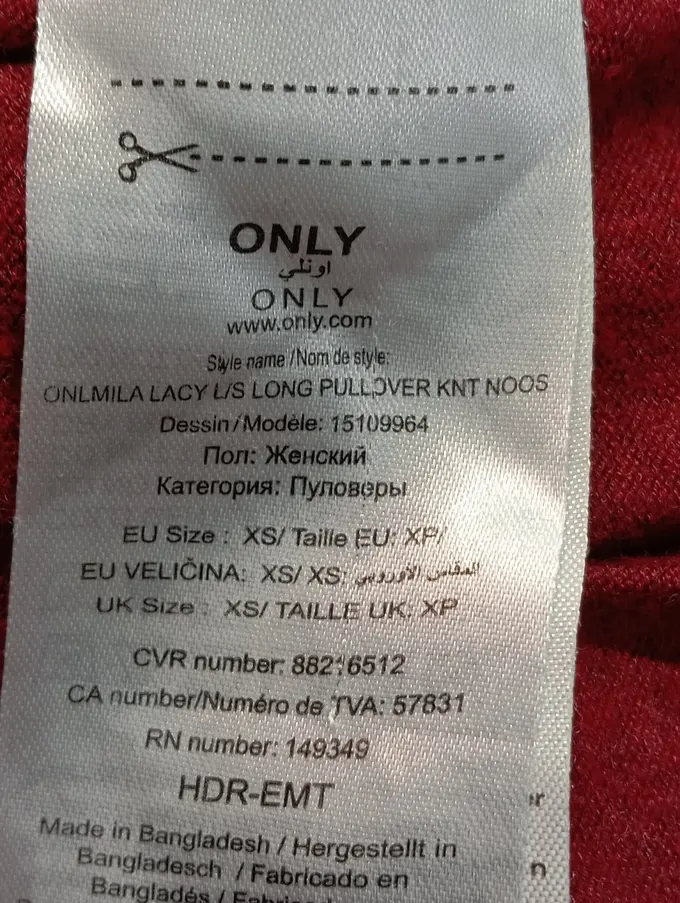 ONLY
اونلي
ONLY
www.only.com
Style name /Nom de style:
ONLMILA LACY L/S LONG PULLOVER KNT NOOS
Dessin/Modèle: 15109964
Пол: Женский
Категория: Пуловеры
EU Size : XS/ Taille EU: XP/
EU VELIČINA: XS/ XS: المقاس الأوروبي
UK Size : XS/ TAILLE UK: XP
CVR number: 88216512
CA number/Numéro de TVA: 57831
RN number: 149349
HDR-EMT
Made in Bangladesh / Hergestellt in
Bangladesch / Fabricado en
Bangladés /